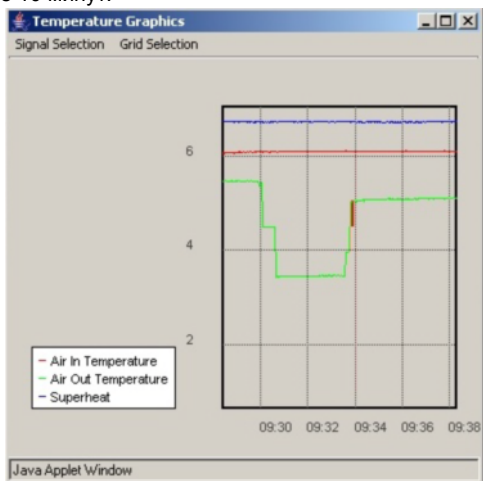 Temperature Graphics
Signal Selection Grid Selection
6
4
2
Air In Temperature
Air Out Temperature
Superheat
09:30 09:32 09:34 09:36 09:38
Java Applet Window